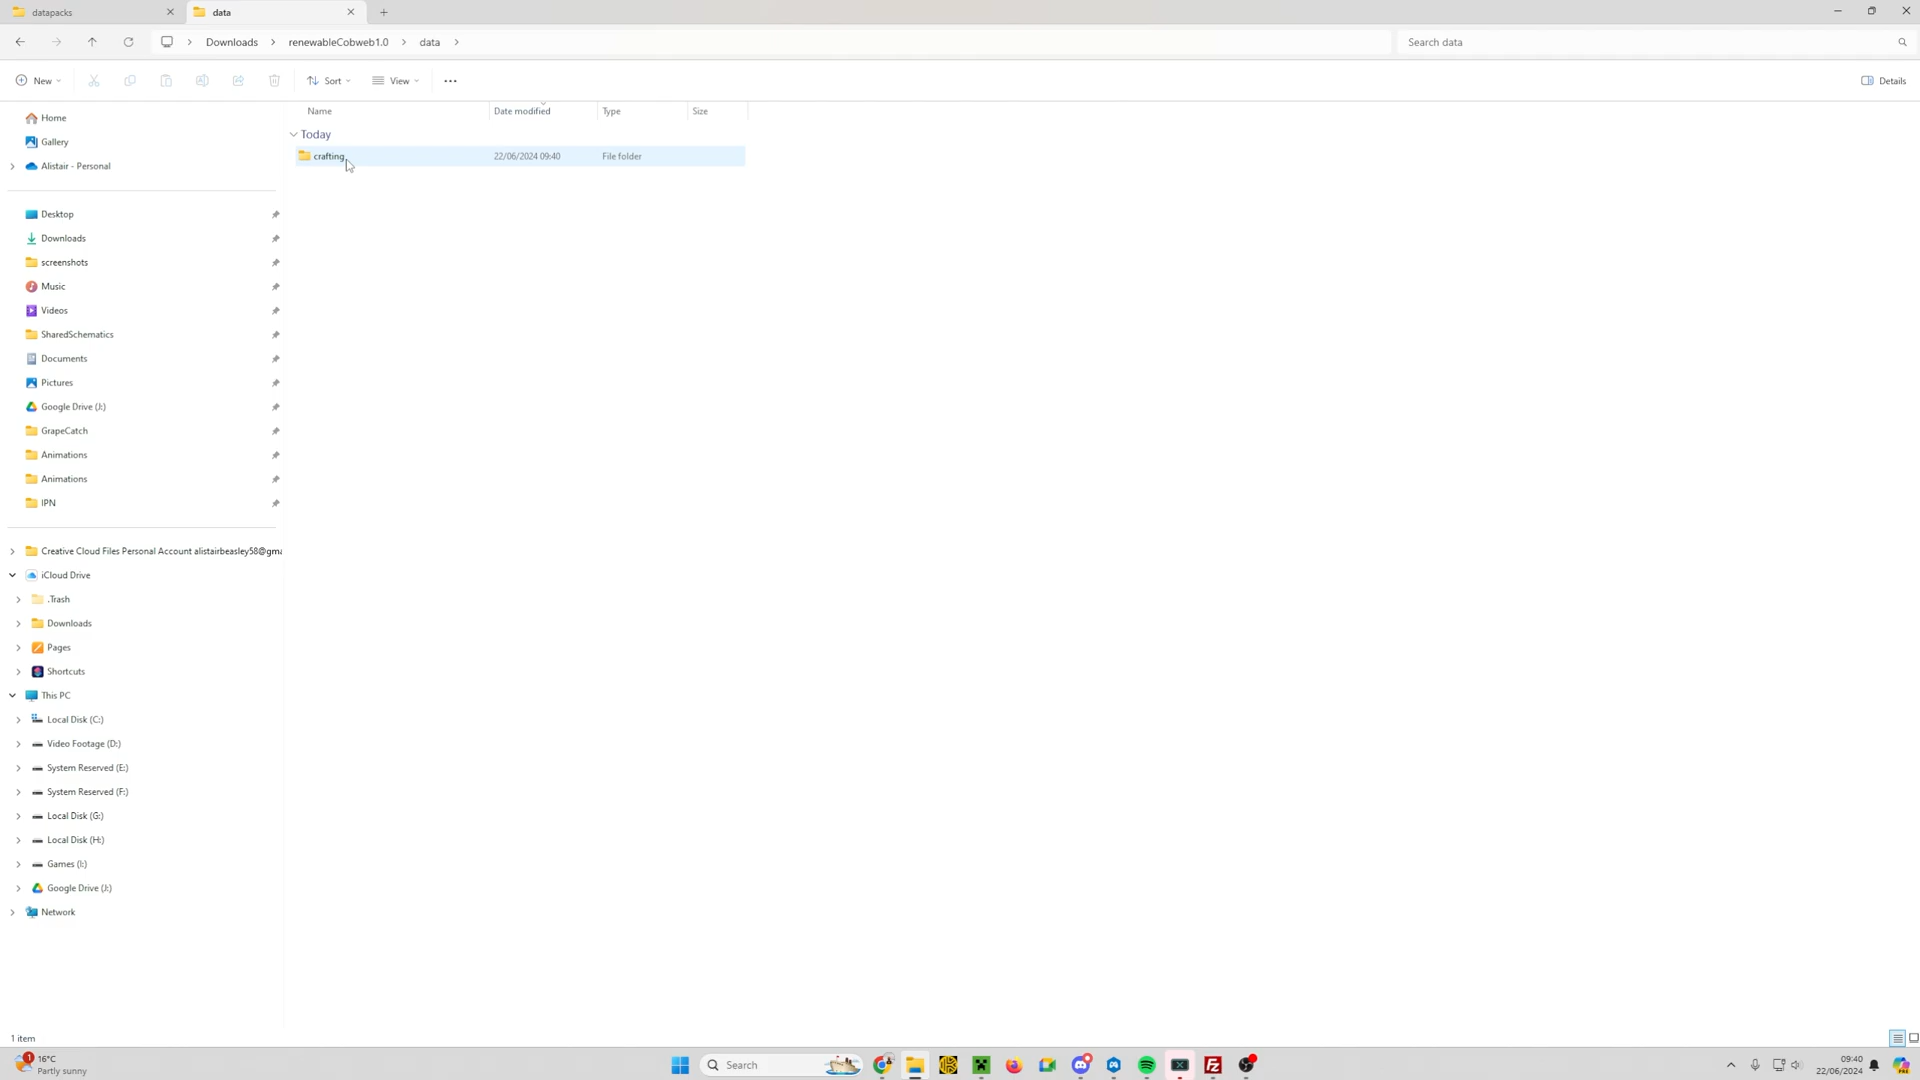 datapacks
data
Downloads
renewableCobweb1.0
data
Search data
New
Sort
View
Details
Name
Date modified
Type
Size
Today
crafting
22/06/2024 09:40
File folder
Home
Gallery
Alistair - Personal
Desktop
Downloads
screenshots
Music
Videos
SharedSchematics
Documents
Pictures
Google Drive (J:)
GrapeCatch
Animations
Animations
IPN
Creative Cloud Files Personal Account alistairbeasley58@gma
iCloud Drive
.Trash
Downloads
Pages
Shortcuts
This PC
Local Disk (C:)
Video Footage (D:)
System Reserved (E:)
System Reserved (F:)
Local Disk (G:)
Local Disk (H:)
Games (I:)
Google Drive (J:)
Network
1 item
1
16°C
Partly sunny
Search
09:40
22/06/2024